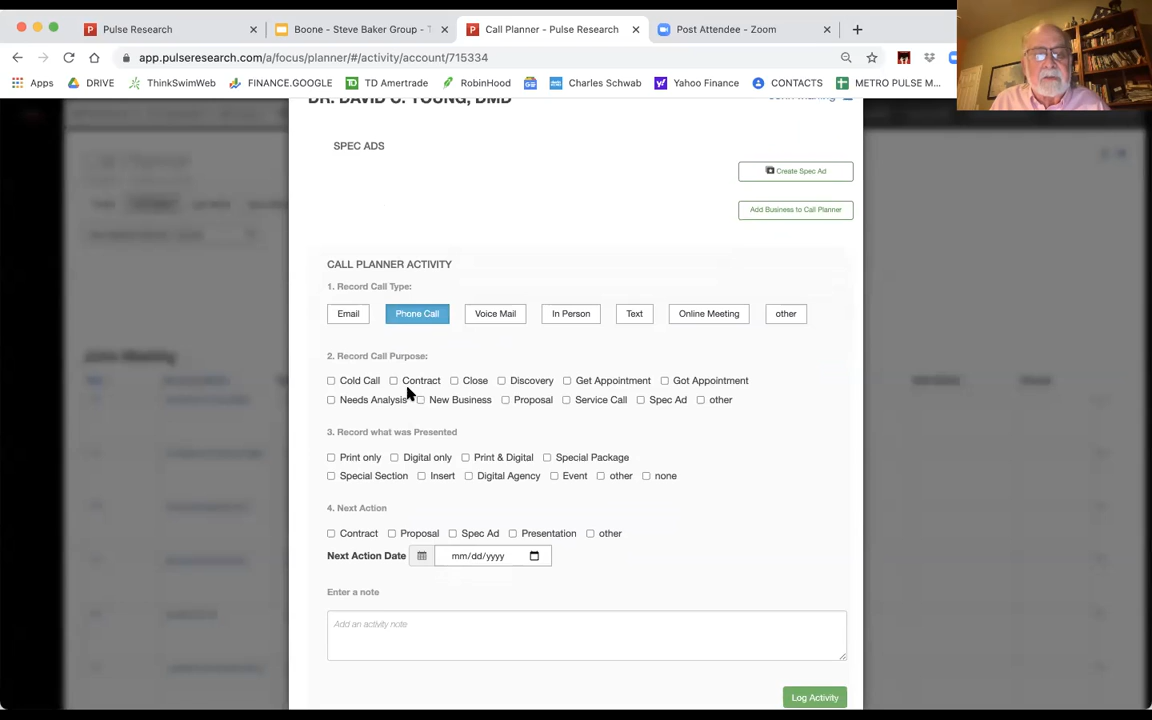 Pulse Research
Boone - Steve Baker Group - T
Call Planner - Pulse Research
Post Attendee - Zoom
app.pulseresearch.com/a/focus/planner/#/activity/account/715334
Apps
DRIVE
ThinkSwimWeb
FINANCE.GOOGLE
TD Amertrade
RobinHood
Charles Schwab
Yahoo Finance
CONTACTS
METRO PULSE M...
DR. DAVID C. YOUNG, DMD
SPEC ADS
Create Spec Ad
Add Business to Call Planner
CALL PLANNER ACTIVITY
1. Record Call Type:
Email Phone Call Voice Mail In Person Text Online Meeting other
2. Record Call Purpose:
Cold Call Contract Close Discovery Get Appointment Got Appointment
Needs Analysis New Business Proposal Service Call Spec Ad other
3. Record what was Presented
Print only Digital only Print & Digital Special Package
Special Section Insert Digital Agency Event other none
4. Next Action
Contract Proposal Spec Ad Presentation other
Next Action Date mm/dd/yyyy
Enter a note
Add an activity note
Log Activity